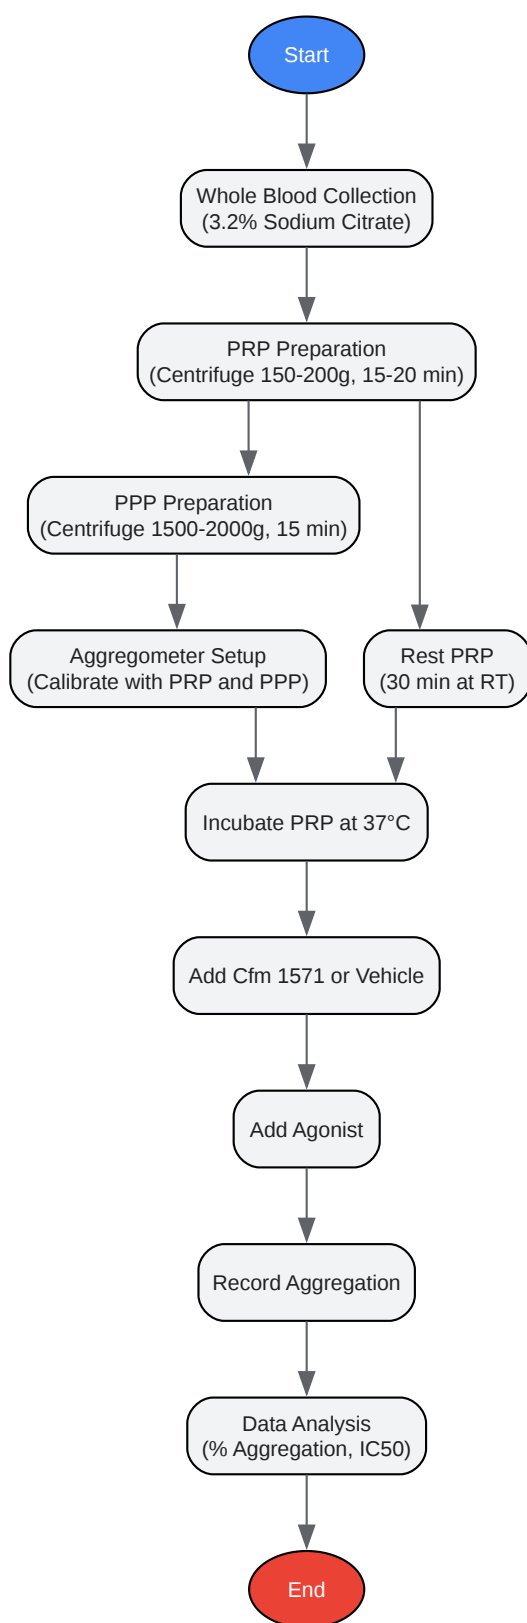 Start
Whole Blood Collection
(3.2% Sodium Citrate)
PRP Preparation
(Centrifuge 150-200g, 15-20 min)
PPP Preparation
(Centrifuge 1500-2000g, 15 min)
Aggregometer Setup
(Calibrate with PRP and PPP)
Rest PRP
(30 min at RT)
Incubate PRP at 37°C
Add Cfm 1571 or Vehicle
Add Agonist
Record Aggregation
Data Analysis
(% Aggregation, IC50)
End